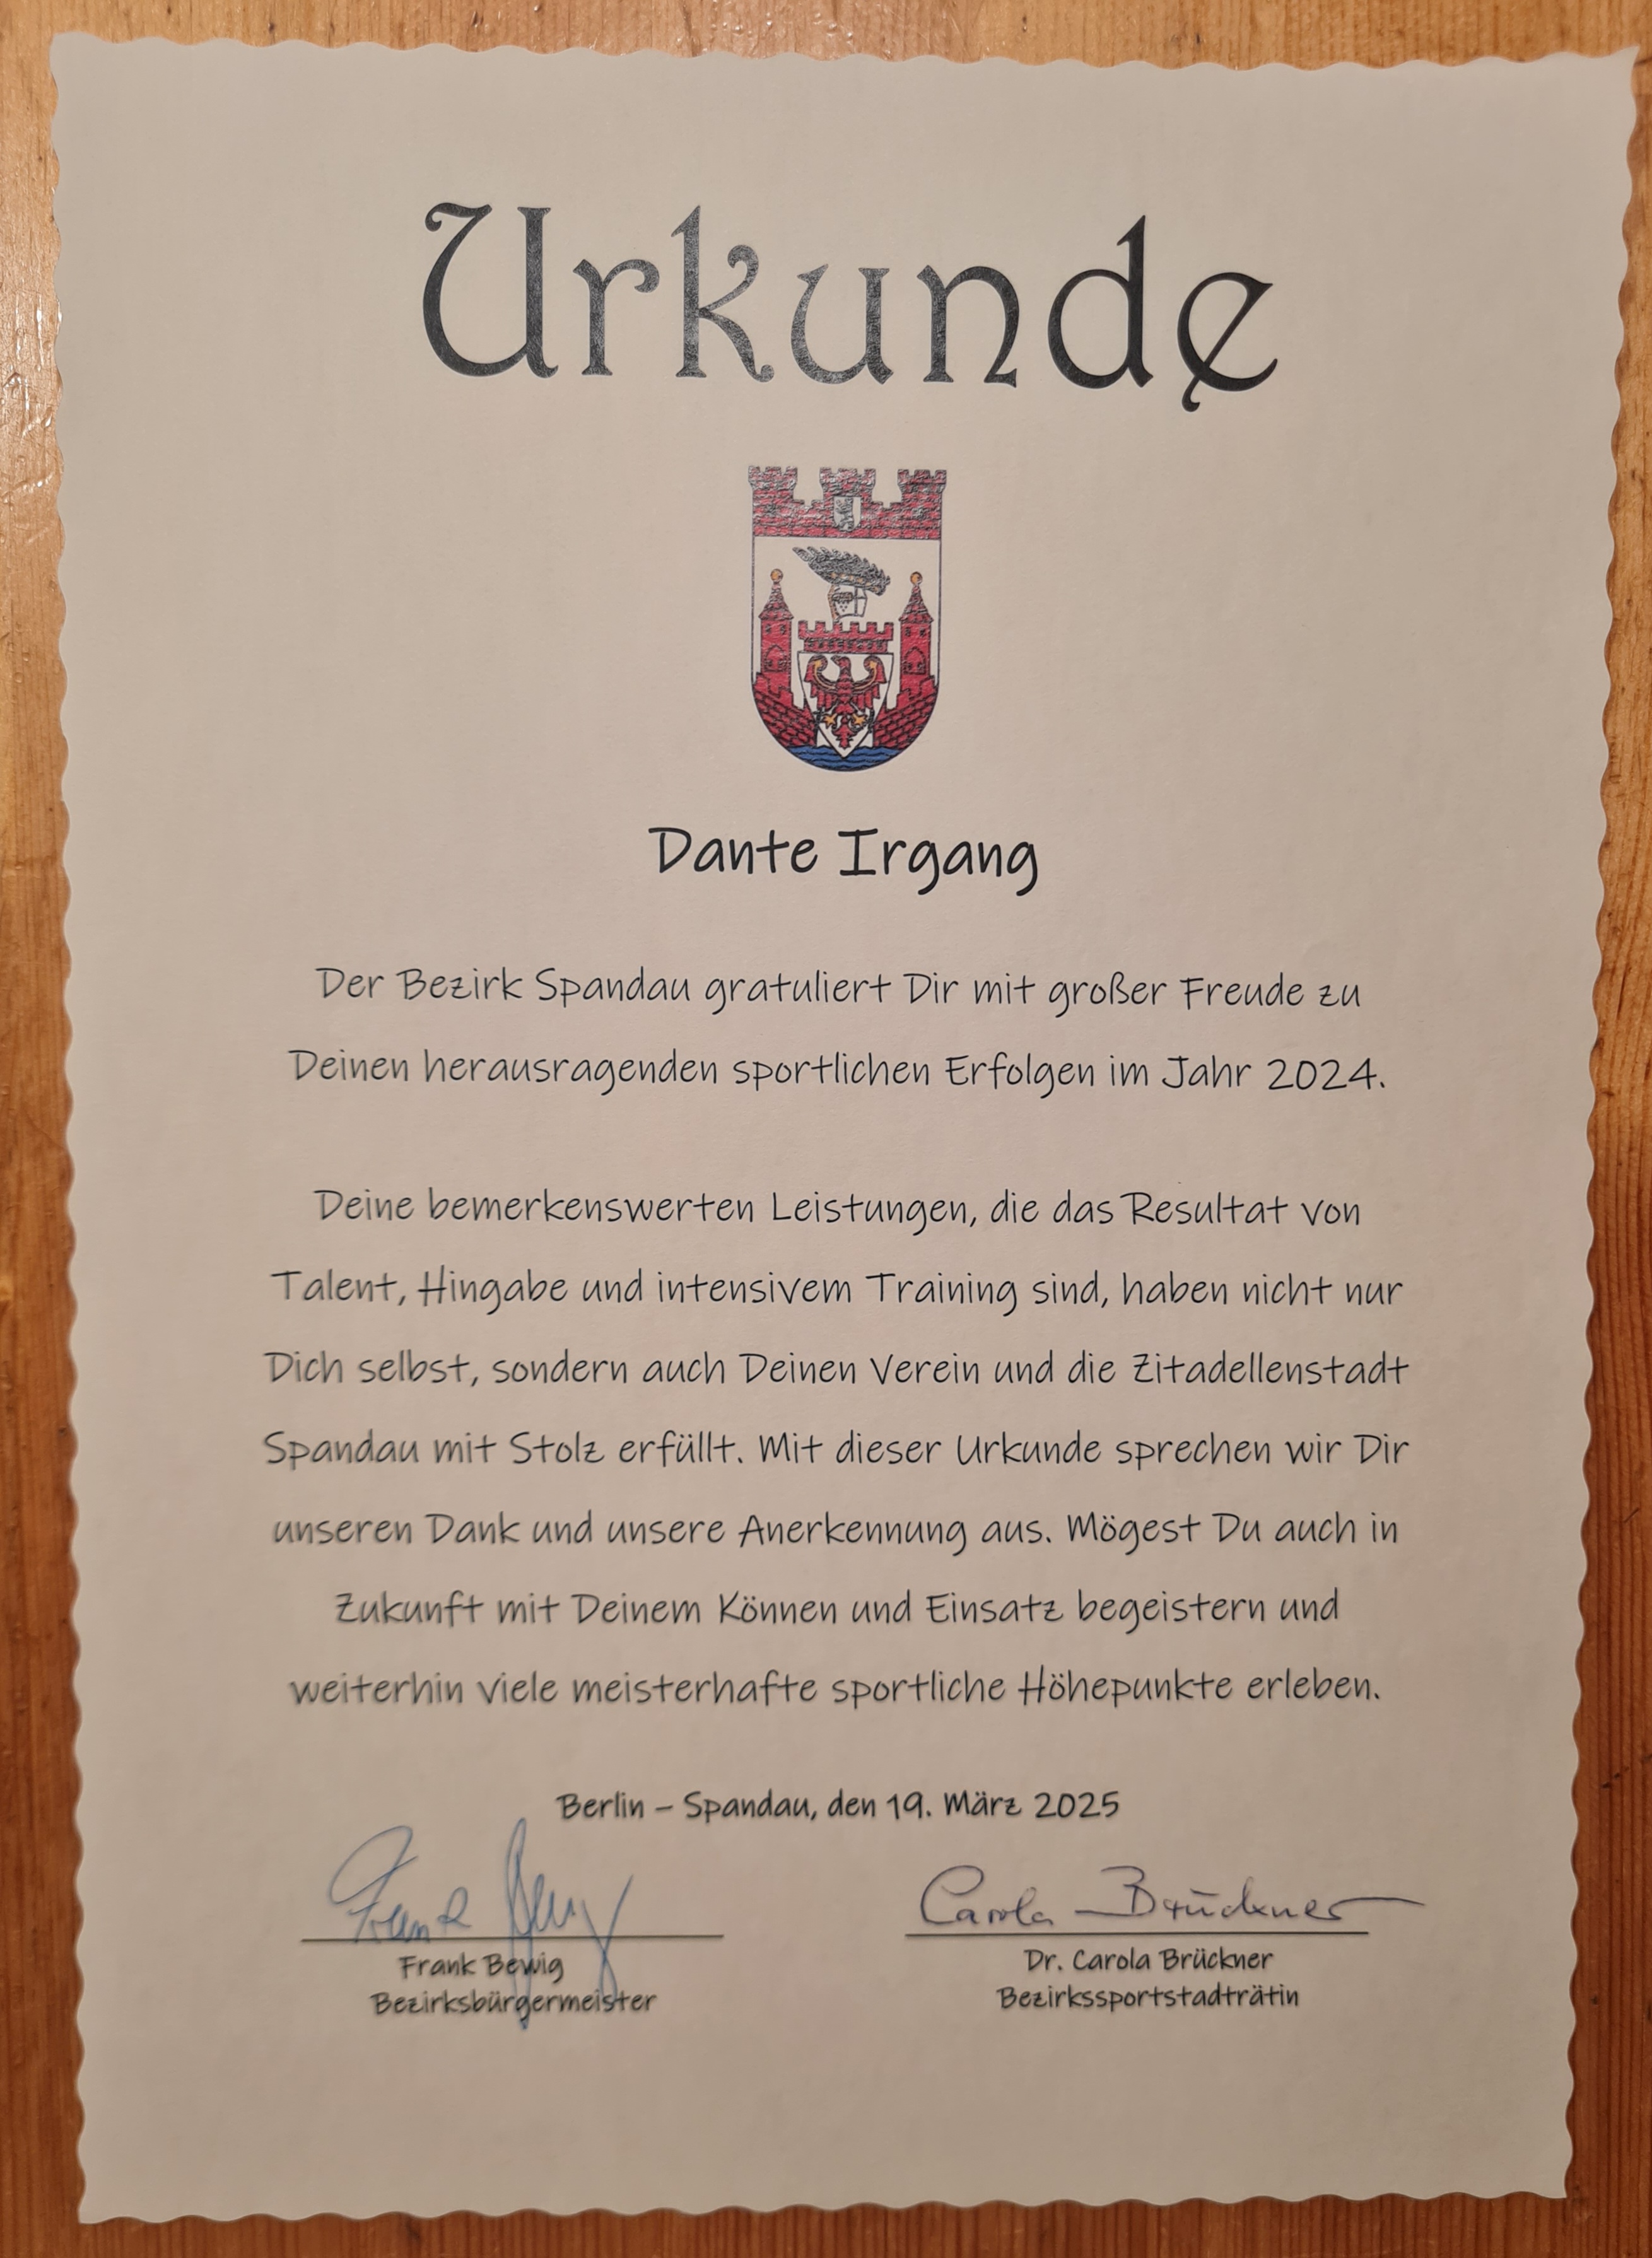 Urkunde
Dante Irgang
Der Bezirk Spandau gratuliert Dir mit großer Freude zu
Deinen herausragenden sportlichen Erfolgen im Jahr 2024.
Deine bemerkenswerten Leistungen, die das Resultat von
Talent, Hingabe und intensivem Training sind, haben nicht nur
Dich selbst, sondern auch Deinen Verein und die Zitadellenstadt
Spandau mit Stolz erfüllt. Mit dieser Urkunde sprechen wir Dir
unseren Dank und unsere Anerkennung aus. Mögest Du auch in
Zukunft mit Deinem Können und Einsatz begeistern und
weiterhin viele meisterhafte sportliche Höhepunkte erleben.
Berlin – Spandau, den 19. März 2025
Frank Bewig Carola Brückner
Frank Bewig Dr. Carola Brückner
Bezirksbürgermeister Bezirkssportstadträtin